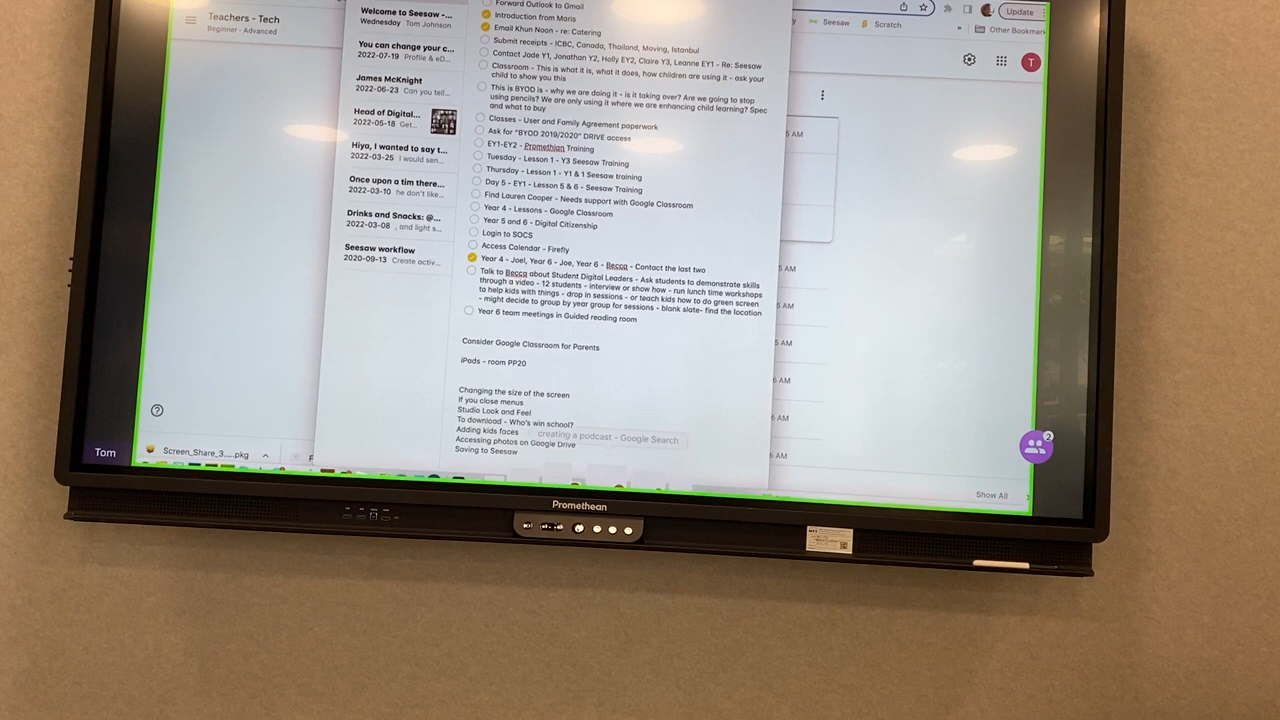 Teachers - Tech
Beginner - Advanced
Welcome to Seesaw -...
Wednesday Tom Johnson
You can change your c...
2022-07-19 Profile & eD...
James McKnight
2022-06-23 Can you tell...
Head of Digital...
2022-05-18 Get...
Hiya, I wanted to say t...
2022-03-25 I would sen...
Once upon a tim there...
2022-03-10 he don't like...
Drinks and Snacks: @...
2022-03-08 , and light s...
Seesaw workflow
2020-09-13 Create activ...
Forward Outlook to Gmail
Introduction from Maris
Email Khun Noon - re: Catering
Submit receipts - ICBC, Canada, Thailand, Moving, Istanbul
Contact Jade Y1, Jonathan Y2, Holly EY2, Claire Y3, Leanne EY1 - Re: Seesaw
Classroom - This is what it is, what it does, how children are using it - ask your
child to show you this
This is BYOD is - why we are doing it - is it taking over? Are we going to stop
using pencils? We are only using it where we are enhancing child learning? Spec
and what to buy
Classes - User and Family Agreement paperwork
Ask for "BYOD 2019/2020" DRIVE access
EY1-EY2 - Promethian Training
Tuesday - Lesson 1 - Y3 Seesaw Training
Thursday - Lesson 1 - Y1 & 1 Seesaw training
Day 5 - EY1 - Lesson 5 & 6 - Seesaw Training
Find Lauren Cooper - Needs support with Google Classroom
Year 4 - Lessons - Google Classroom
Year 5 and 6 - Digital Citizenship
Login to SOCS
Access Calendar - Firefly
Year 4 - Joel, Year 6 - Joe, Year 6 - Becca - Contact the last two
Talk to Becca about Student Digital Leaders - Ask students to demonstrate skills
through a video - 12 students - interview or show how - run lunch time workshops
to help kids with things - drop in sessions - or teach kids how to do green screen
- might decide to group by year group for sessions - blank slate- find the location
Year 6 team meetings in Guided reading room
Consider Google Classroom for Parents
iPads - room PP20
Changing the size of the screen
If you close menus
Studio Look and Feel
To download - Who's win school?
Adding kids faces
Accessing photos on Google Drive
Saving to Seesaw
creating a podcast - Google Search
Update
Seesaw
Scratch
»
Other Bookmark
T
5 AM
5 AM
5 AM
5 AM
6 AM
6 AM
6 AM
Show All
2
Tom
Screen_Share_3....pkg
F
Promethean